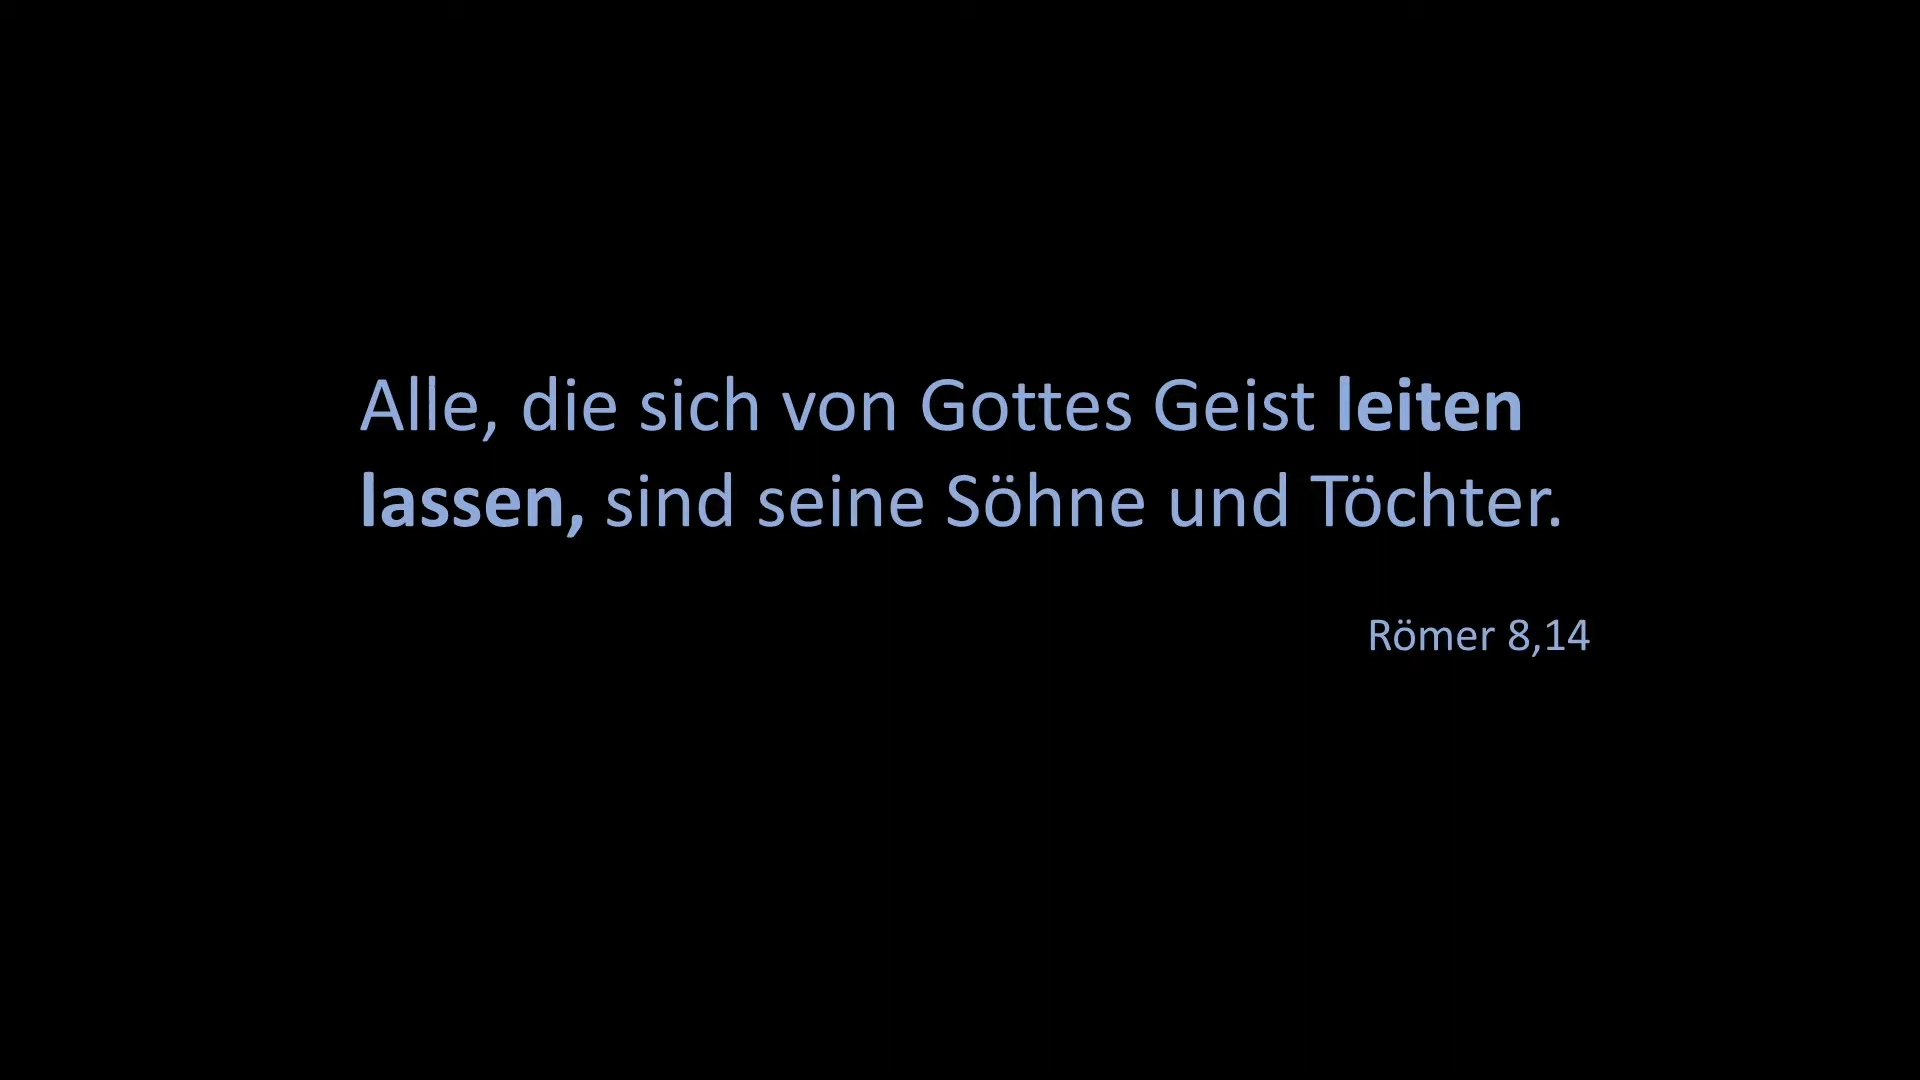 Alle, die sich von Gottes Geist leiten
lassen, sind seine Söhne und Töchter.
Römer 8,14